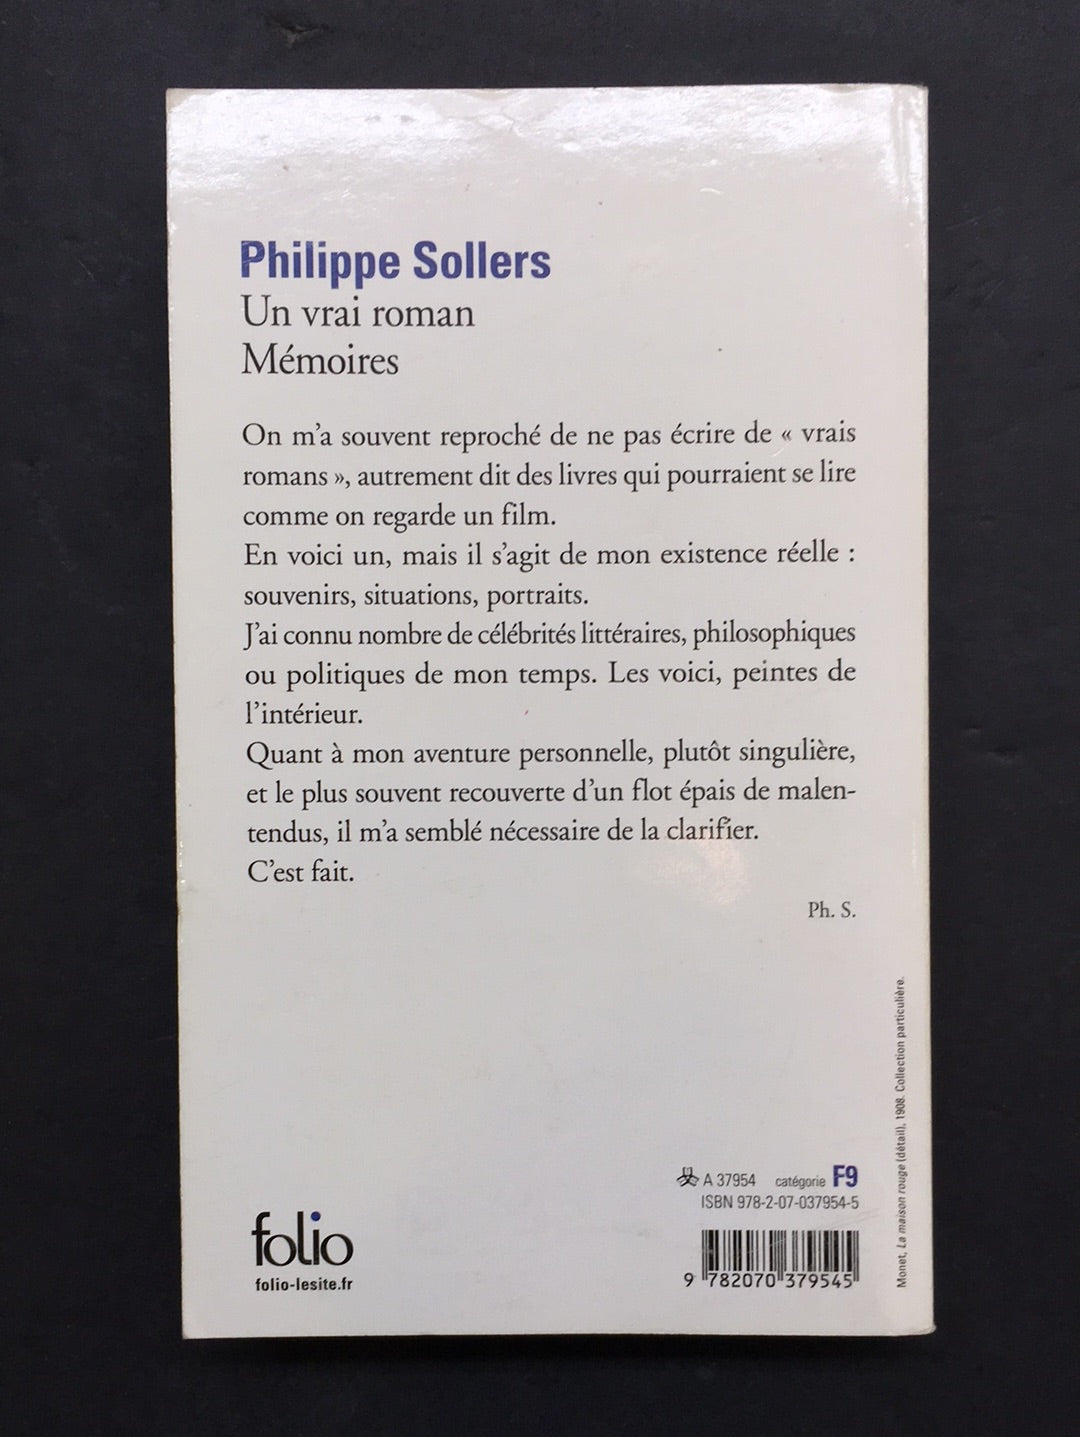 Philippe Sollers
Un vrai roman
Mémoires
On m'a souvent reproché de ne pas écrire de « vrais
romans », autrement dit des livres qui pourraient se lire
comme on regarde un film.
En voici un, mais il s'agit de mon existence réelle :
souvenirs, situations, portraits.
J'ai connu nombre de célébrités littéraires, philosophiques
ou politiques de mon temps. Les voici, peintes de
l'intérieur.
Quant à mon aventure personnelle, plutôt singulière,
et le plus souvent recouverte d'un flot épais de malen-
tendus, il m'a semblé nécessaire de la clarifier.
C'est fait.
Ph. S.
A 37954 catégorie F9
ISBN 978-2-07-037954-5
9 782070 379545
folio
folio-lesite.fr
Monet, La maison rouge (détail), 1908. Collection particulière.